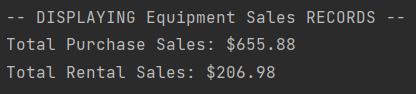 -- DISPLAYING Equipment Sales RECORDS --
Total Purchase Sales: $655.88
Total Rental Sales: $206.98